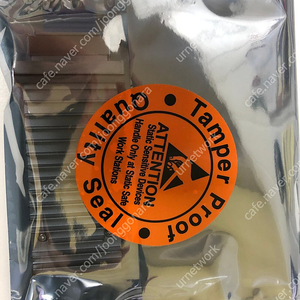 Tamper Proof
Quality Seal
ATTENTION
Static Sensitive Devices
Handle Only at Static-Safe
Work Stations
cafe.naver.com/joonggonara
urnetwork